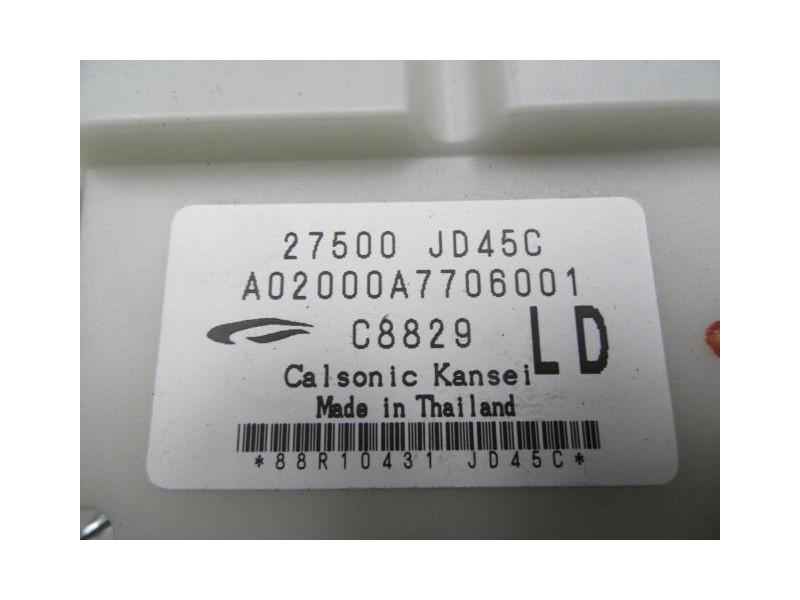 27500 JD45C
A02000A7706001
C8829 LD
Calsonic Kansei
Made in Thailand
*88R10431 JD45C*